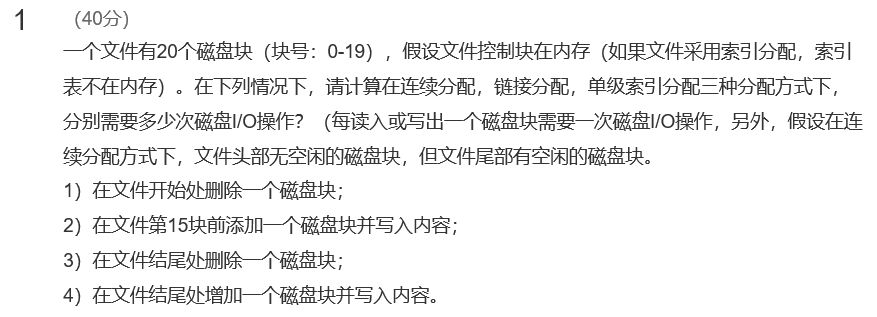 1 （40分）
一个文件有20个磁盘块（块号：0-19），假设文件控制块在内存（如果文件采用索引分配，索引
表不在内存）。在下列情况下，请计算在连续分配，链接分配，单级索引分配三种分配方式下，
分别需要多少次磁盘I/O操作？（每读入或写出一个磁盘块需要一次磁盘I/O操作，另外，假设在连
续分配方式下，文件头部无空闲的磁盘块，但文件尾部有空闲的磁盘块。
1）在文件开始处删除一个磁盘块；
2）在文件第15块前添加一个磁盘块并写入内容；
3）在文件结尾处删除一个磁盘块；
4）在文件结尾处增加一个磁盘块并写入内容。